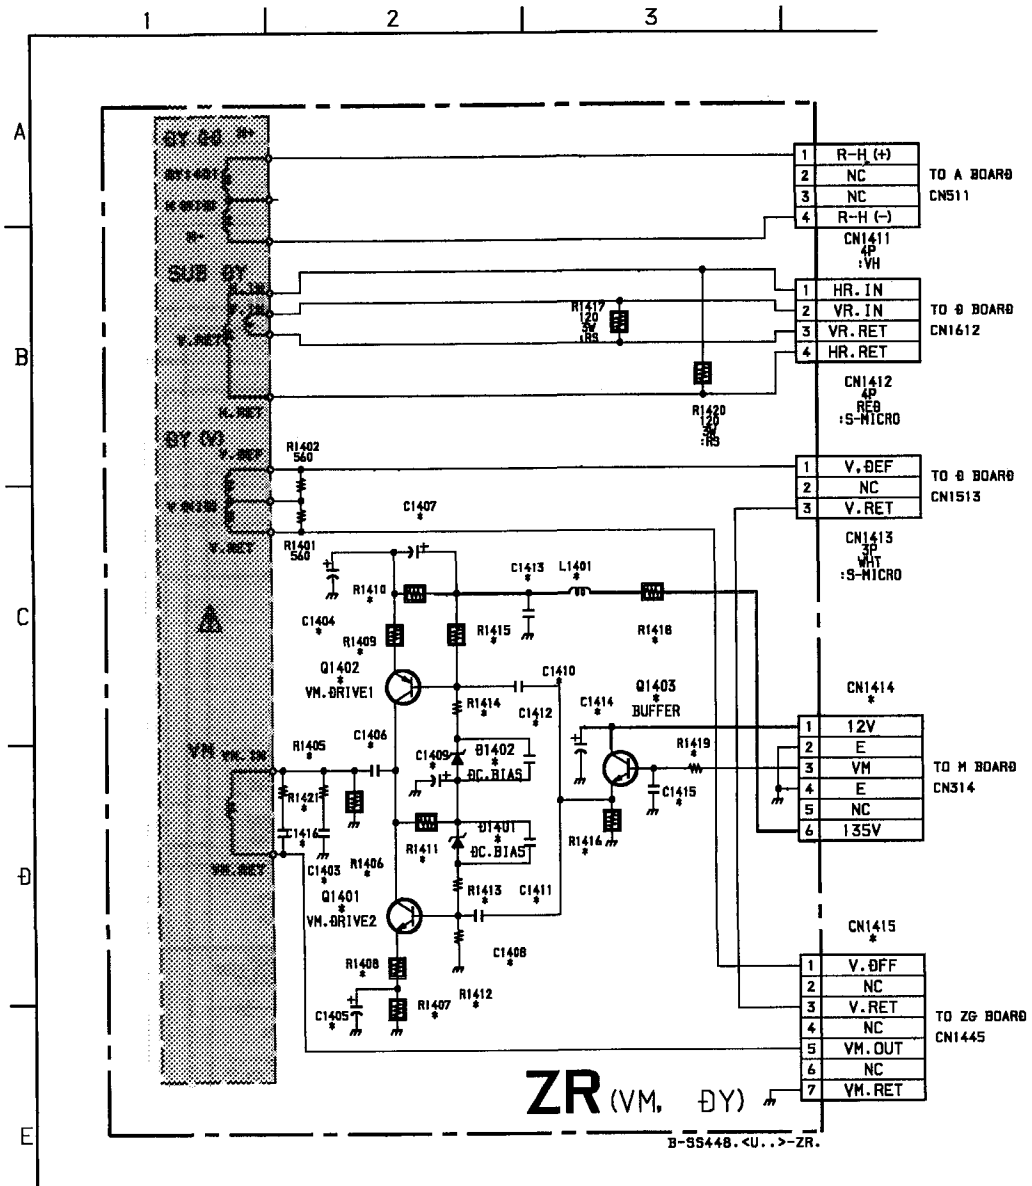 1 2 3
A
B
C
D
E
H+
H-
SUB DY
H.IN
V.IN
V.RET
H.RET
DY (V)
V.DEF
V.RET
VM VM.IN
VM.RET
1 R-H (+)
2 NC
3 NC
4 R-H (-)
TO A BOARD
CN511
CN1411
4P
:VH
1 HR.IN
2 VR.IN
3 VR.RET
4 HR.RET
TO D BOARD
CN1612
CN1412
4P
RED
:S-MICRO
R1417
120
3W
:RS
R1420
120
3W
:RS
1 V.DEF
2 NC
3 V.RET
TO D BOARD
CN1513
CN1413
3P
WHT
:S-MICRO
R1402
560
R1401
560
C1407
*
C1413
*
L1401
*
R1410
*
C1404
*
R1409
*
R1415
*
R1418
*
Q1402
*
VM.DRIVE1
C1410
*
R1414
*
C1412
*
C1414
*
Q1403
*
BUFFER
R1405
*
C1406
*
C1409
*
D1402
*
DC.BIAS
R1419
*
C1415
*
R1421
*
C1416
*
C1403
*
R1406
*
R1411
*
D1401
*
DC.BIAS
R1416
*
Q1401
*
VM.DRIVE2
R1413
*
C1411
*
C1408
*
R1408
*
R1412
*
C1405
*
R1407
*
CN1414
*
1 12V
2 E
3 VM
4 E
5 NC
6 135V
TO M BOARD
CN314
CN1415
*
1 V.DFF
2 NC
3 V.RET
4 NC
5 VM.OUT
6 NC
7 VM.RET
TO ZG BOARD
CN1445
ZR (VM, DY)
B-SS448.<U..>-ZR.